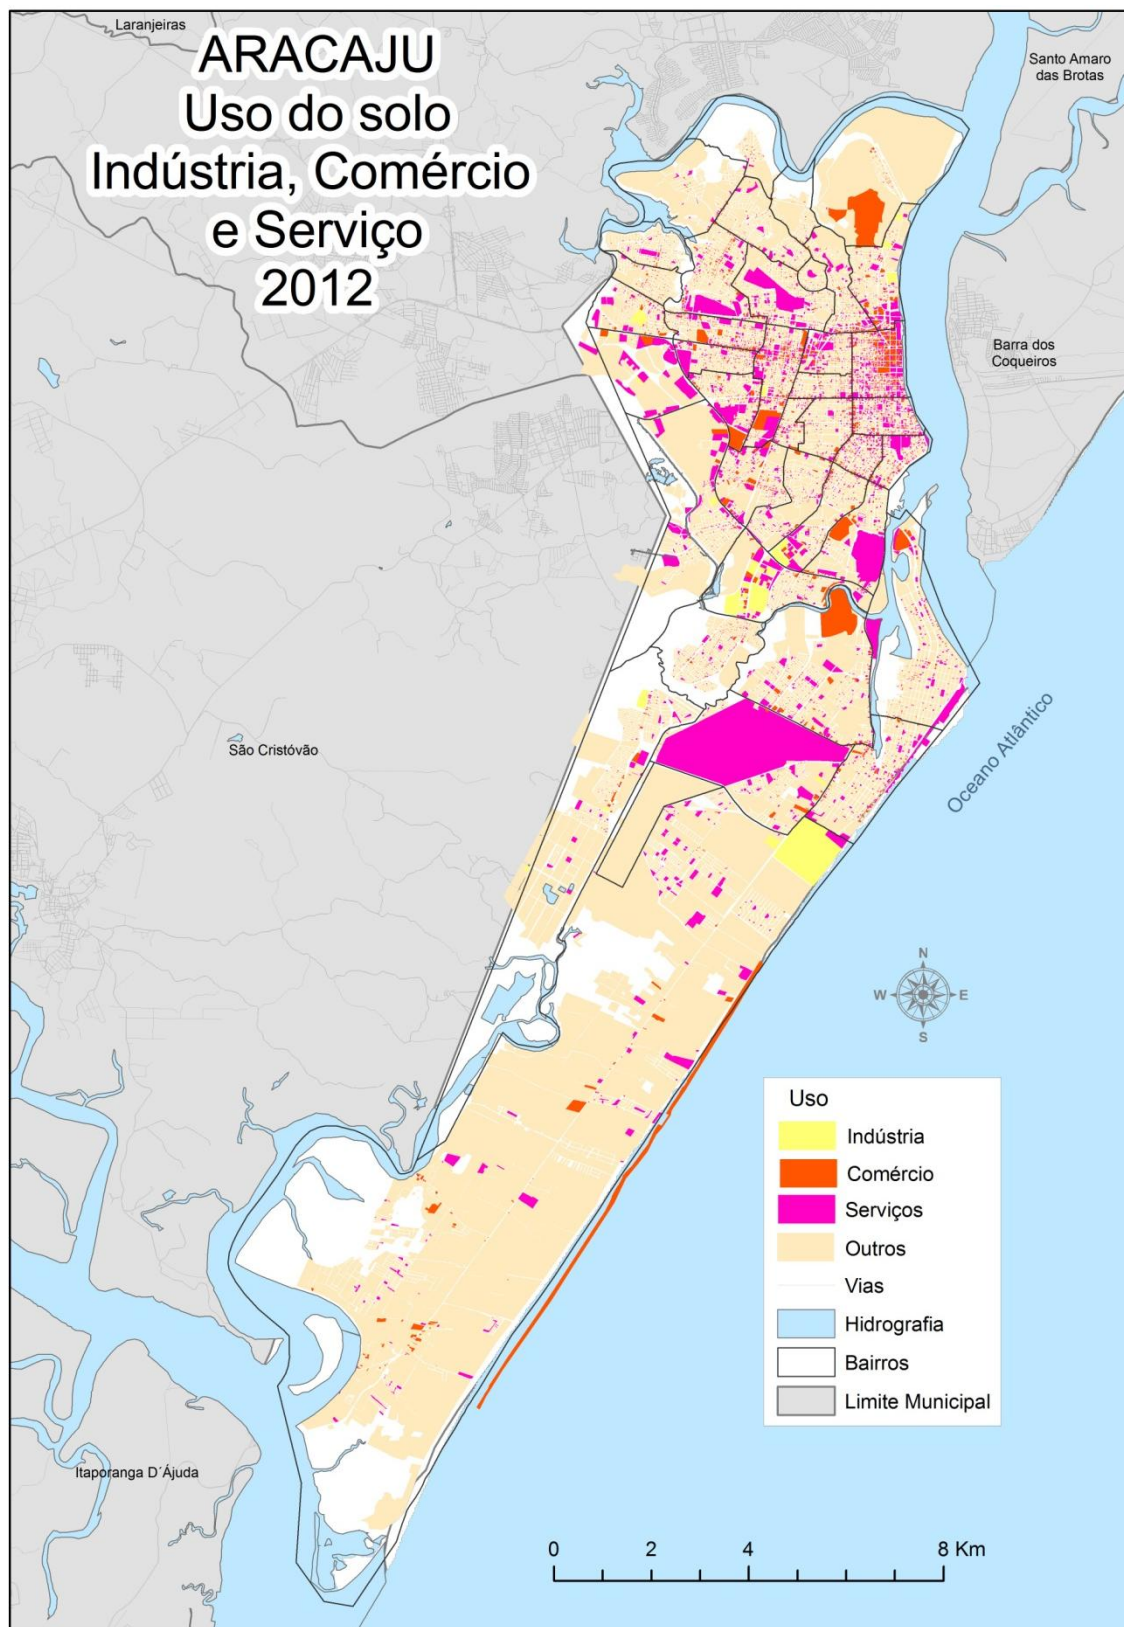 Laranjeiras
ARACAJU
Uso do solo
Indústria, Comércio
e Serviço
2012
Santo Amaro
das Brotas
Barra dos
Coqueiros
São Cristóvão
Oceano Atlântico
N
W
E
S
Uso
Indústria
Comércio
Serviços
Outros
Vias
Hidrografia
Bairros
Limite Municipal
Itaporanga D´Ájuda
0 2 4 8 Km